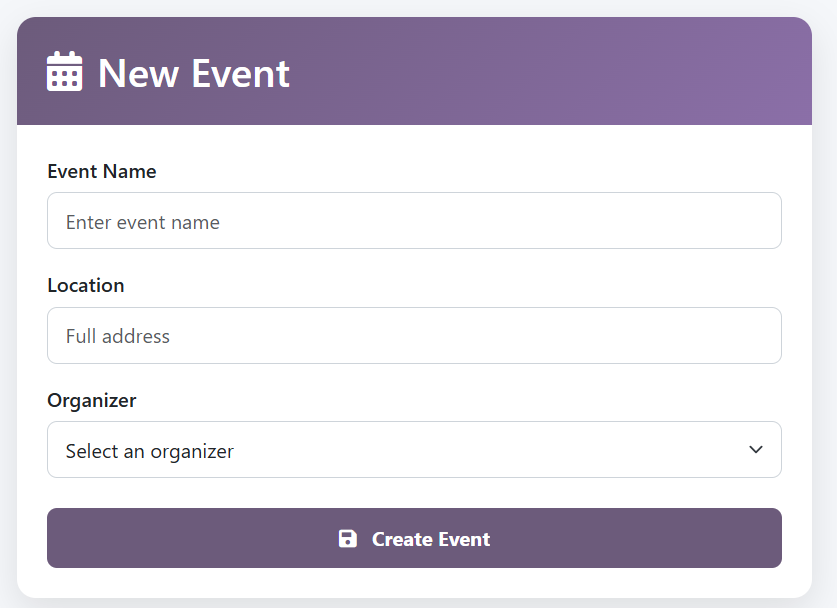 New Event
Event Name
Enter event name
Location
Full address
Organizer
Select an organizer
Create Event